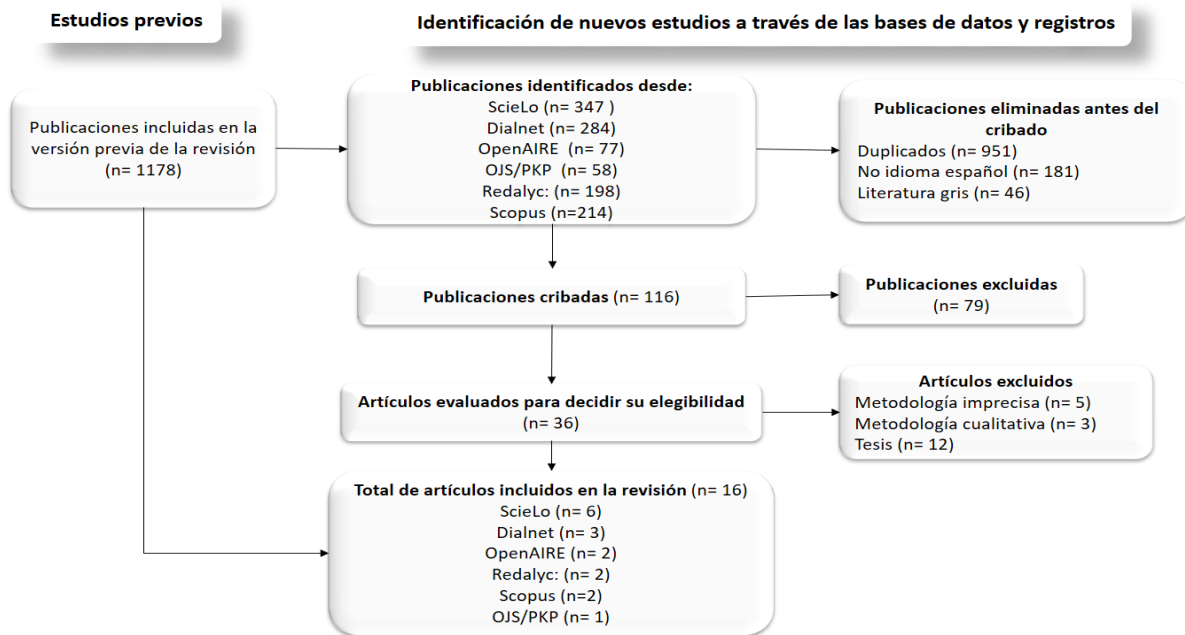 Estudios previos
Identificación de nuevos estudios a través de las bases de datos y registros
Publicaciones incluidas en la
versión previa de la revisión
(n= 1178)
Publicaciones identificados desde:
ScieLo (n= 347 )
Dialnet (n= 284)
OpenAIRE (n= 77)
OJS/PKP (n= 58)
Redalyc: (n= 198)
Scopus (n=214)
Publicaciones eliminadas antes del
cribado
Duplicados (n= 951)
No idioma español (n= 181)
Literatura gris (n= 46)
Publicaciones cribadas (n= 116)
Publicaciones excluidas
(n= 79)
Artículos evaluados para decidir su elegibilidad
(n= 36)
Artículos excluidos
Metodología imprecisa (n= 5)
Metodología cualitativa (n= 3)
Tesis (n= 12)
Total de artículos incluidos en la revisión (n= 16)
ScieLo (n= 6)
Dialnet (n= 3)
OpenAIRE (n= 2)
Redalyc: (n= 2)
Scopus (n=2)
OJS/PKP (n= 1)